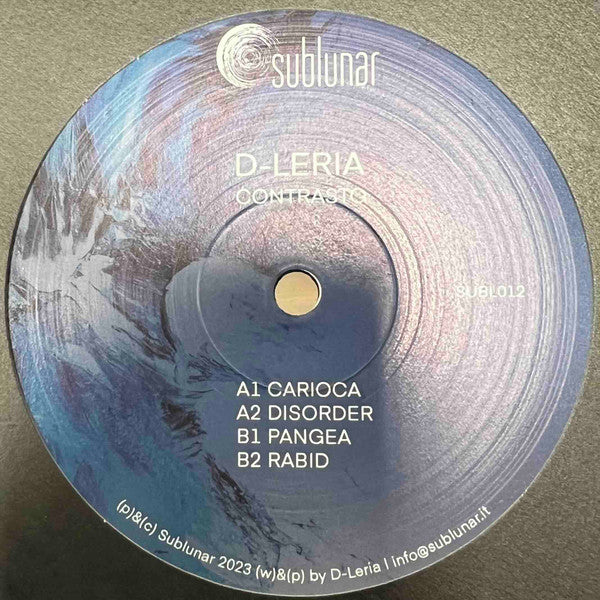 sublunar
D-LERIA
CONTRASTO
SUBL012
A1 CARIOCA
A2 DISORDER
B1 PANGEA
B2 RABID
(p)&(c) Sublunar 2023 (w)&(p) by D-Leria | info@sublunar.it